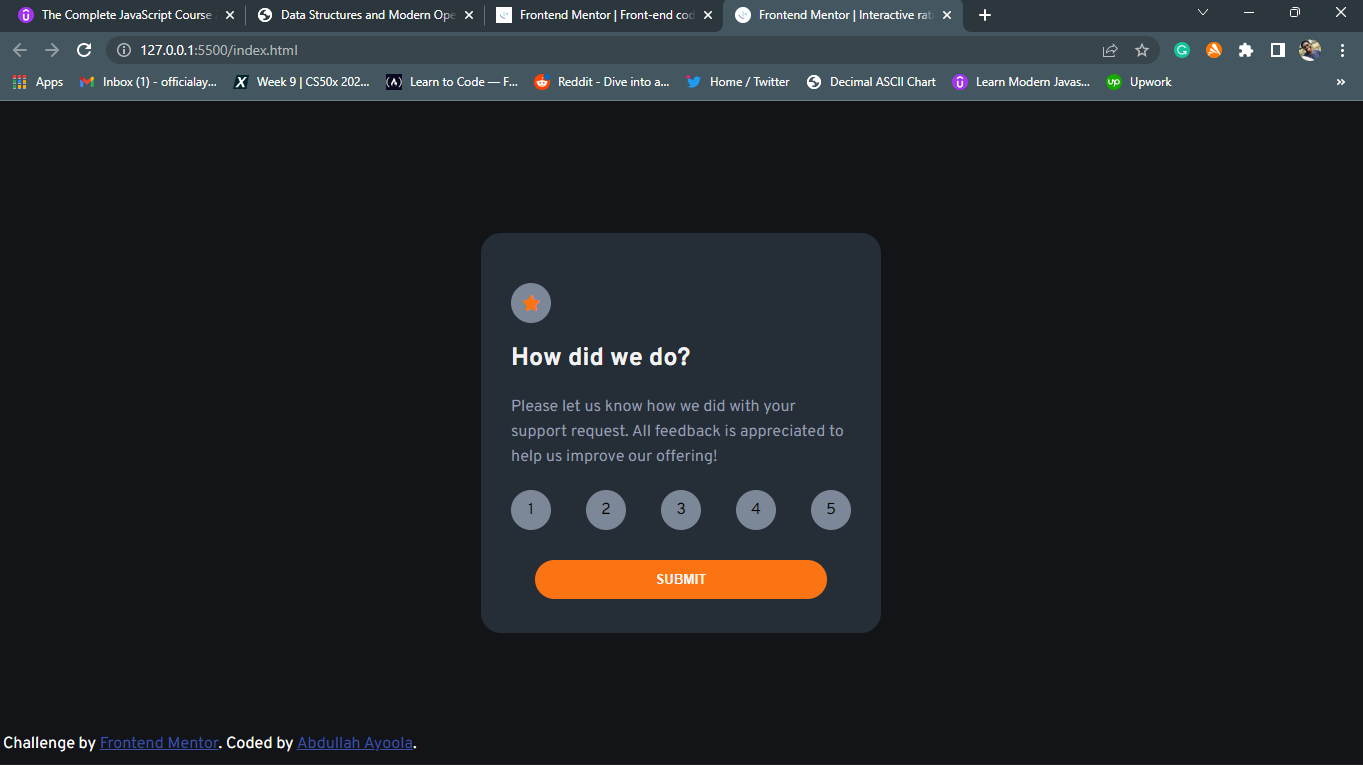 The Complete JavaScript Course
Data Structures and Modern Ope
Frontend Mentor | Front-end cod
Frontend Mentor | Interactive rati
127.0.0.1:5500/index.html
Apps
Inbox (1) - officialay...
Week 9 | CS50x 202...
Learn to Code — F...
Reddit - Dive into a...
Home / Twitter
Decimal ASCII Chart
Learn Modern Javas...
Upwork
»
How did we do?
Please let us know how we did with your
support request. All feedback is appreciated to
help us improve our offering!
1 2 3 4 5
SUBMIT
Challenge by Frontend Mentor. Coded by Abdullah Ayoola.